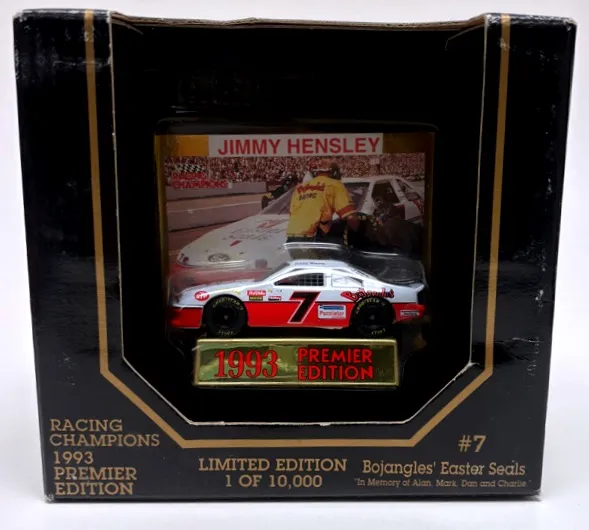 JIMMY HENSLEY
RACING
CHAMPIONS
7
Bojangles'
1993
PREMIER
EDITION
RACING
CHAMPIONS
1993
PREMIER
EDITION
LIMITED EDITION
1 OF 10,000
#7
Bojangles' Easter Seals
"In Memory of Alan, Mark, Dan and Charlie"